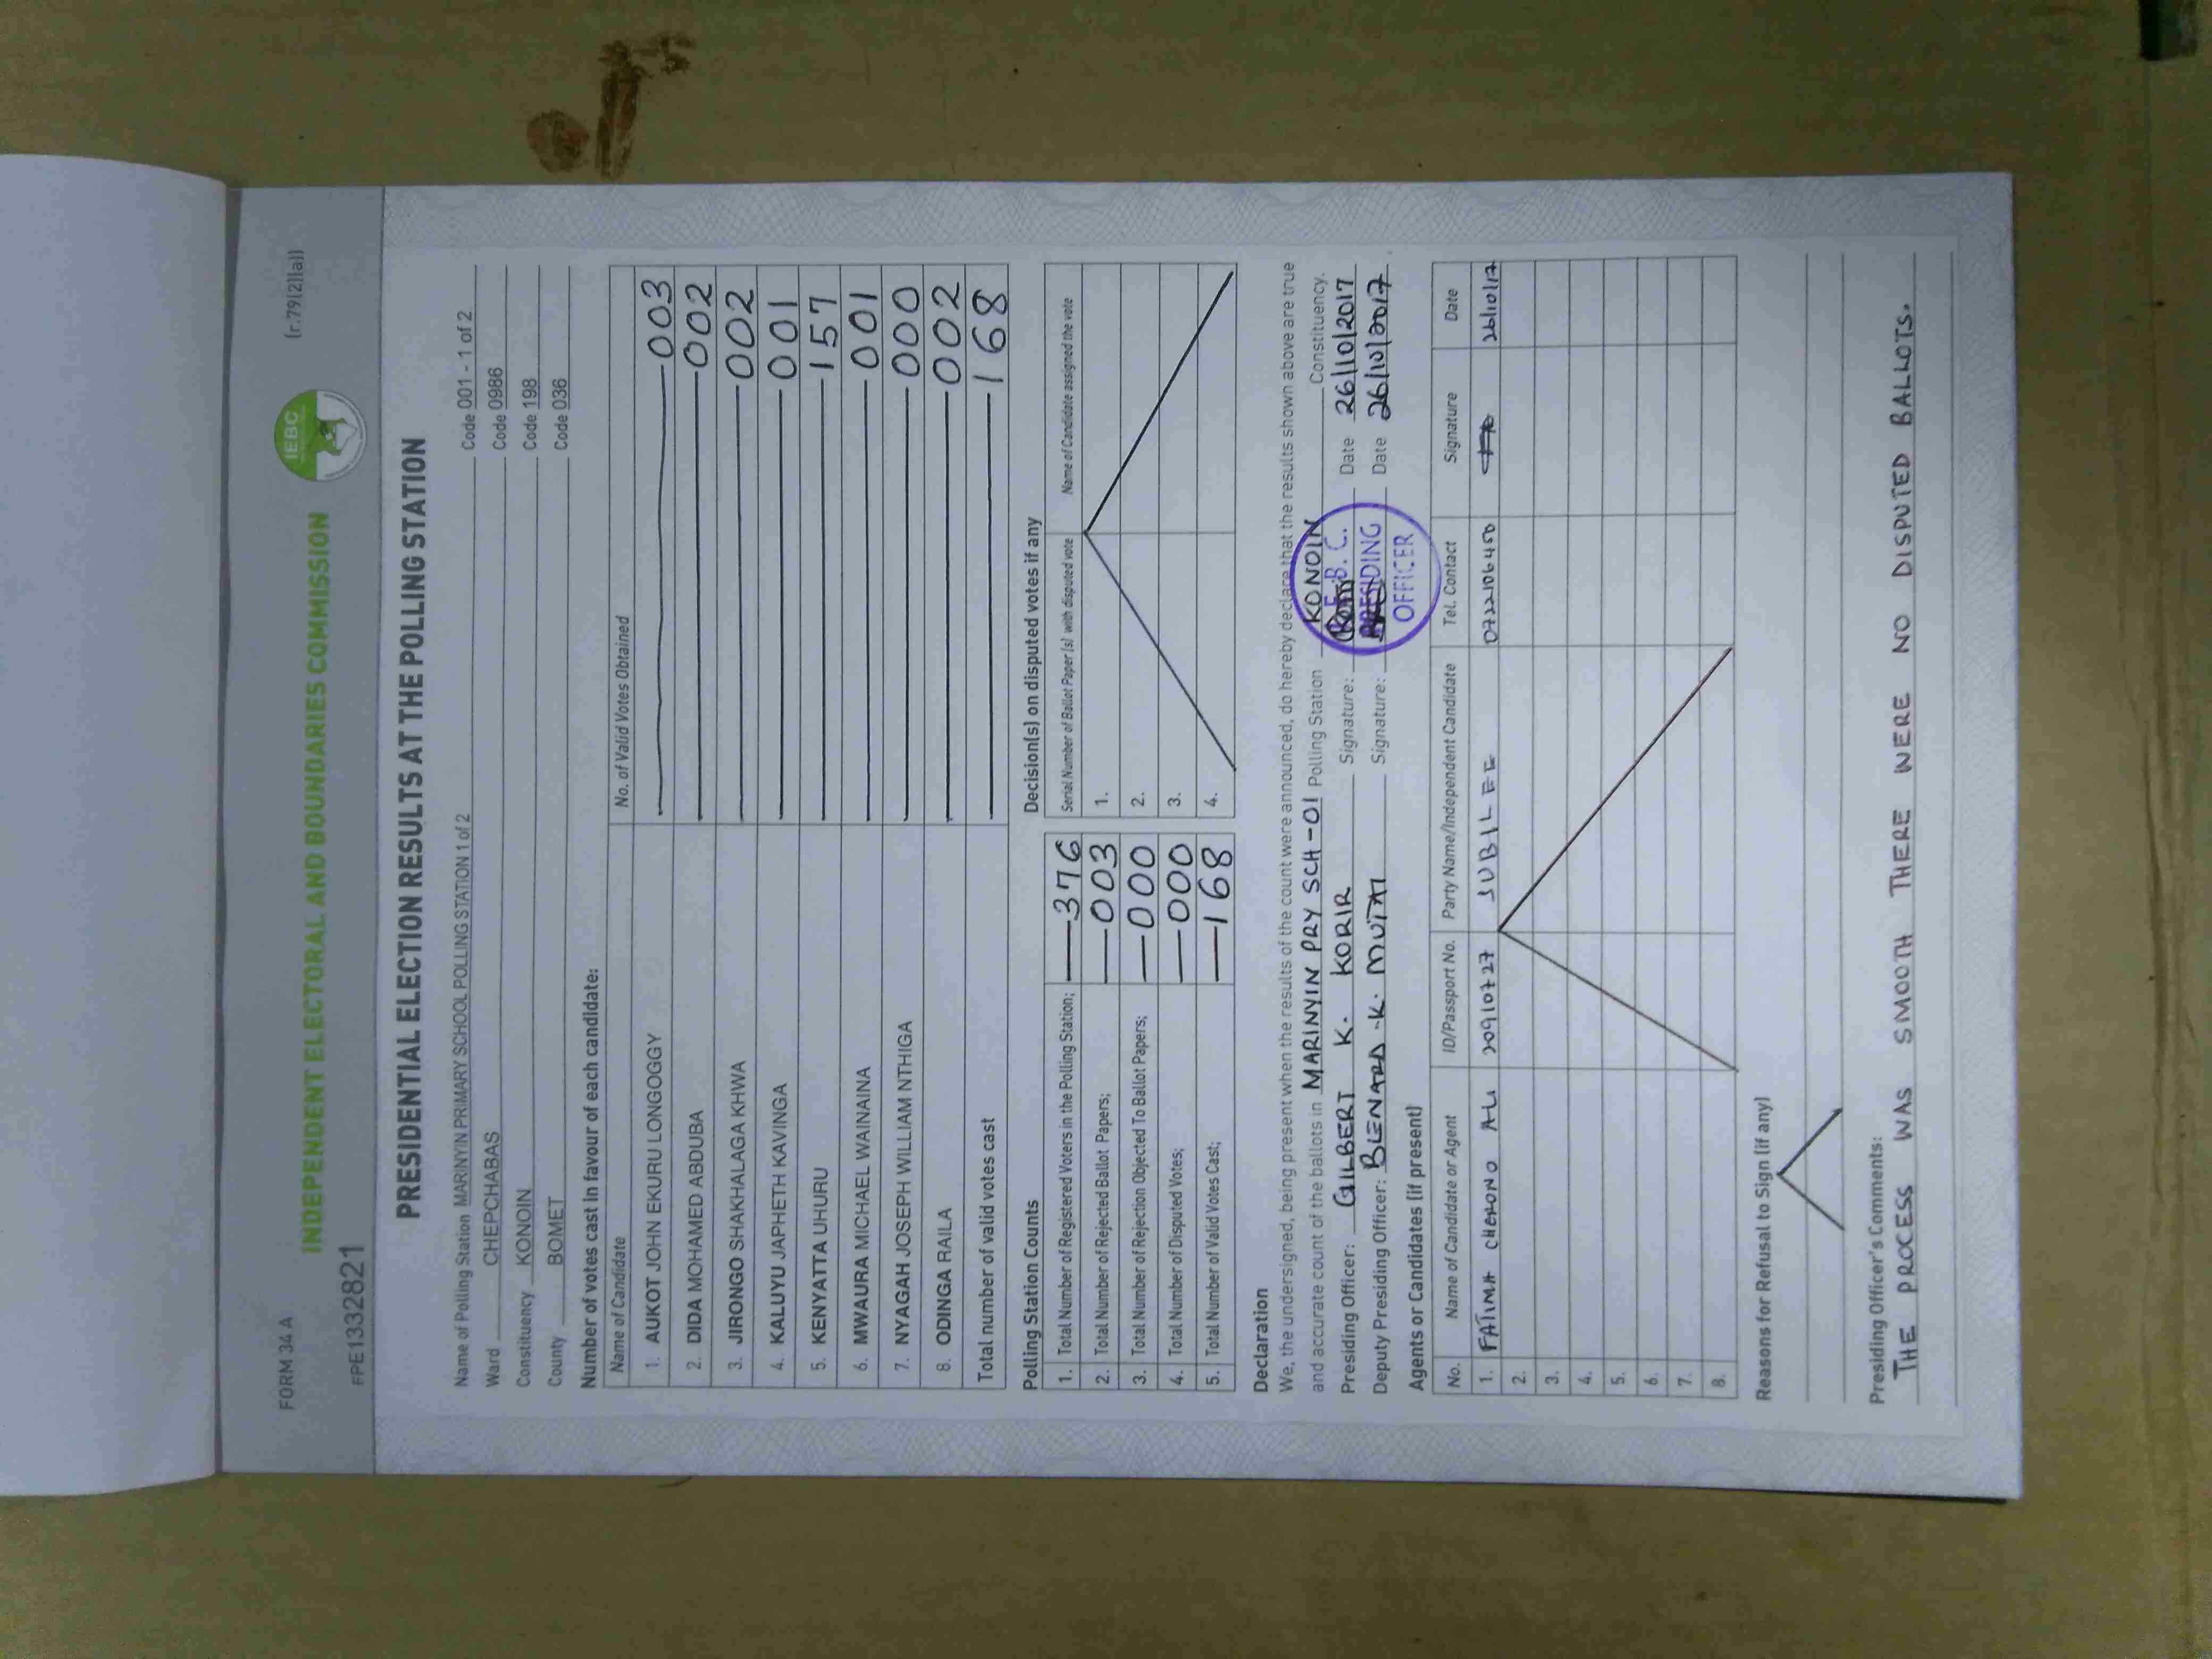 FORM 34 A
(r.79(2)(a))
IEBC
INDEPENDENT ELECTORAL AND BOUNDARIES COMMISSION
FPE1332821
PRESIDENTIAL ELECTION RESULTS AT THE POLLING STATION
Name of Polling Station MARINYIN PRIMARY SCHOOL POLLING STATION 1 of 2 Code 001 - 1 of 2
Ward CHEPCHABAS Code 0986
Constituency KONOIN Code 198
County BOMET Code 036
Number of votes cast in favour of each candidate:
Name of Candidate No. of Valid Votes Obtained
1. AUKOT JOHN EKURU LONGOGGY 003
2. DIDA MOHAMED ABDUBA 002
3. JIRONGO SHAKHALAGA KHWA 002
4. KALUYU JAPHETH KAVINGA 001
5. KENYATTA UHURU 157
6. MWAURA MICHAEL WAINAINA 001
7. NYAGAH JOSEPH WILLIAM NTHIGA 000
8. ODINGA RAILA 002
Total number of valid votes cast 168
Polling Station Counts
1. Total Number of Registered Voters in the Polling Station; 376
2. Total Number of Rejected Ballot Papers; 003
3. Total Number of Rejection Objected To Ballot Papers; 000
4. Total Number of Disputed Votes; 000
5. Total Number of Valid Votes Cast; 168
Decision(s) on disputed votes if any
Serial Number of Ballot Paper(s) with disputed vote Name of Candidate assigned the vote
1.
2.
3.
4.
Declaration
We, the undersigned, being present when the results of the count were announced, do hereby declare that the results shown above are true
and accurate count of the ballots in MARINYIN PRY SCH-01 Polling Station KONOIN Constituency.
Presiding Officer: GILBERT K. KORIR Signature: Date 26/10/2017
Deputy Presiding Officer: BLENARD .K. MUTAI Signature: Date 26/10/2017
I.E.B.C.
PRESIDING
OFFICER
Agents or Candidates (if present)
No. Name of Candidate or Agent ID/Passport No. Party Name/Independent Candidate Tel. Contact Signature Date
1. FATIMA CHERONO ALI 20910727 JUBILEE 0722106450 26/10/17
2.
3.
4.
5.
6.
7.
8.
Reasons for Refusal to Sign (if any)
Presiding Officer's Comments:
THE PROCESS WAS SMOOTH THERE WERE NO DISPUTED BALLOTS.